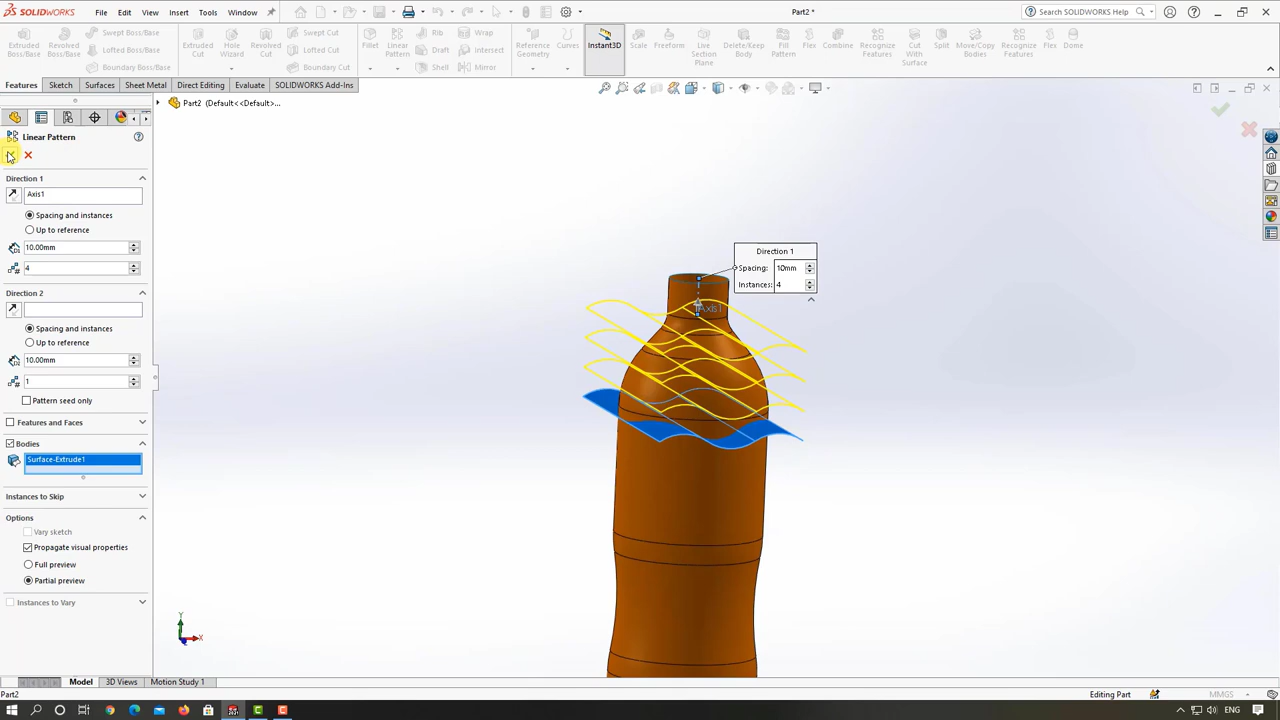 SOLIDWORKS
File
Edit
View
Insert
Tools
Window
Part2 *
Search SOLIDWORKS Help
Extruded Boss/Base
Revolved Boss/Base
Swept Boss/Base
Lofted Boss/Base
Boundary Boss/Base
Extruded Cut
Hole Wizard
Revolved Cut
Swept Cut
Lofted Cut
Boundary Cut
Fillet
Linear Pattern
Rib
Draft
Shell
Wrap
Intersect
Mirror
Reference Geometry
Curves
Instant3D
Scale
Freeform
Live Section Plane
Delete/Keep Body
Fill Pattern
Flex
Combine
Recognize Features
Cut With Surface
Split
Move/Copy Bodies
Recognize Features
Flex
Dome
Features
Sketch
Surfaces
Sheet Metal
Direct Editing
Evaluate
SOLIDWORKS Add-Ins
Part2 (Default<<Default>...
Linear Pattern
Direction 1
Axis1
Spacing and instances
Up to reference
10.00mm
4
Direction 2
Spacing and instances
Up to reference
10.00mm
1
Pattern seed only
Features and Faces
Bodies
Surface-Extrude1
Instances to Skip
Options
Vary sketch
Propagate visual properties
Full preview
Partial preview
Instances to Vary
Direction 1
Spacing: 10mm
Instances: 4
Axis1
Y
X
Model
3D Views
Motion Study 1
Part2
Editing Part
MMGS
ENG